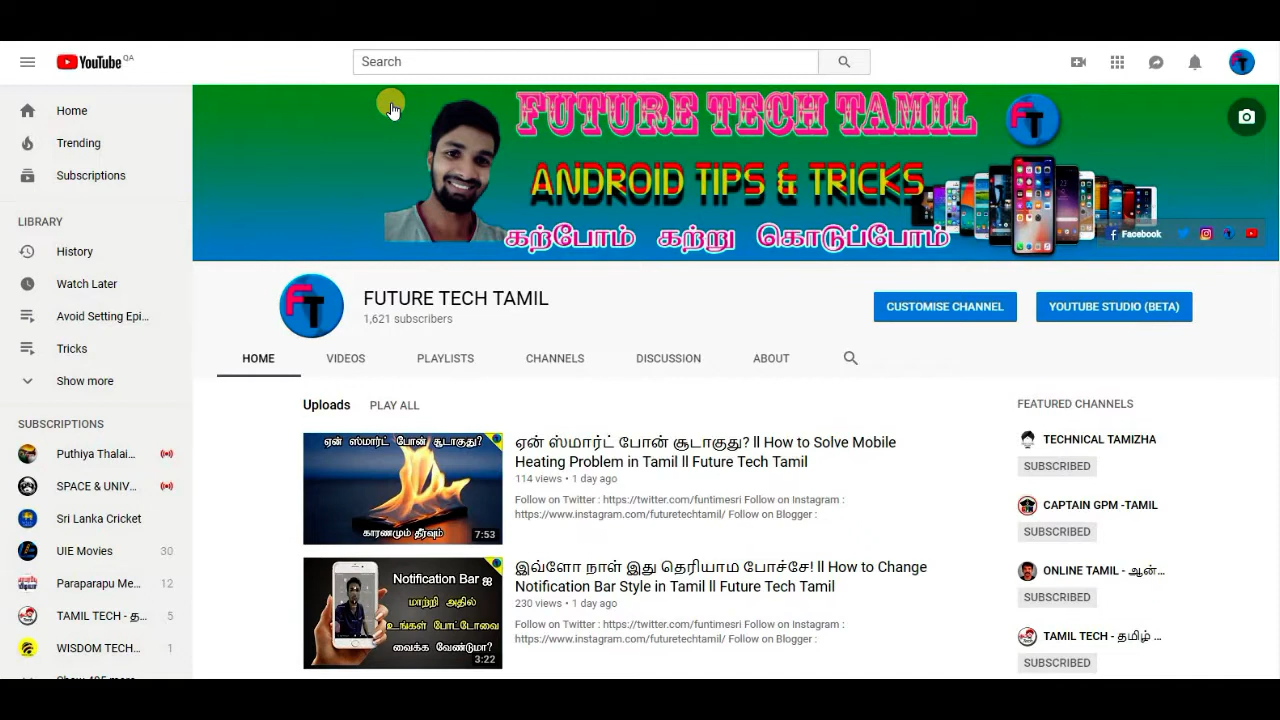 YouTube QA
Search
Home
Trending
Subscriptions
LIBRARY
History
Watch Later
Avoid Setting Epi...
Tricks
Show more
SUBSCRIPTIONS
Puthiya Thalai...
SPACE & UNIV...
Sri Lanka Cricket
UIE Movies 30
Paraparapu Me... 12
TAMIL TECH - த... 5
WISDOM TECH... 1
FUTURE TECH TAMIL
FT
ANDROID TIPS & TRICKS
கற்போம் கற்று கொடுப்போம்
Facebook
FT
FUTURE TECH TAMIL
1,621 subscribers
CUSTOMISE CHANNEL
YOUTUBE STUDIO (BETA)
HOME VIDEOS PLAYLISTS CHANNELS DISCUSSION ABOUT
Uploads PLAY ALL
ஏன் ஸ்மார்ட் போன் சூடாகுது?
காரணமும் தீர்வும்
7:53
ஏன் ஸ்மார்ட் போன் சூடாகுது? ll How to Solve Mobile
Heating Problem in Tamil ll Future Tech Tamil
114 views • 1 day ago
Follow on Twitter : https://twitter.com/funtimesri Follow on Instagram :
https://www.instagram.com/futuretechtamil/ Follow on Blogger :
Notification Bar ஐ
மாற்றி அதில்
உங்கள் போட்டோவை
வைக்க வேண்டுமா?
3:22
இவ்ளோ நாள் இது தெரியாம போச்சே! ll How to Change
Notification Bar Style in Tamil ll Future Tech Tamil
230 views • 1 day ago
Follow on Twitter : https://twitter.com/funtimesri Follow on Instagram :
https://www.instagram.com/futuretechtamil/ Follow on Blogger :
FEATURED CHANNELS
TECHNICAL TAMIZHA
SUBSCRIBED
CAPTAIN GPM -TAMIL
SUBSCRIBED
ONLINE TAMIL - ஆன்...
SUBSCRIBED
TAMIL TECH - தமிழ் ...
SUBSCRIBED